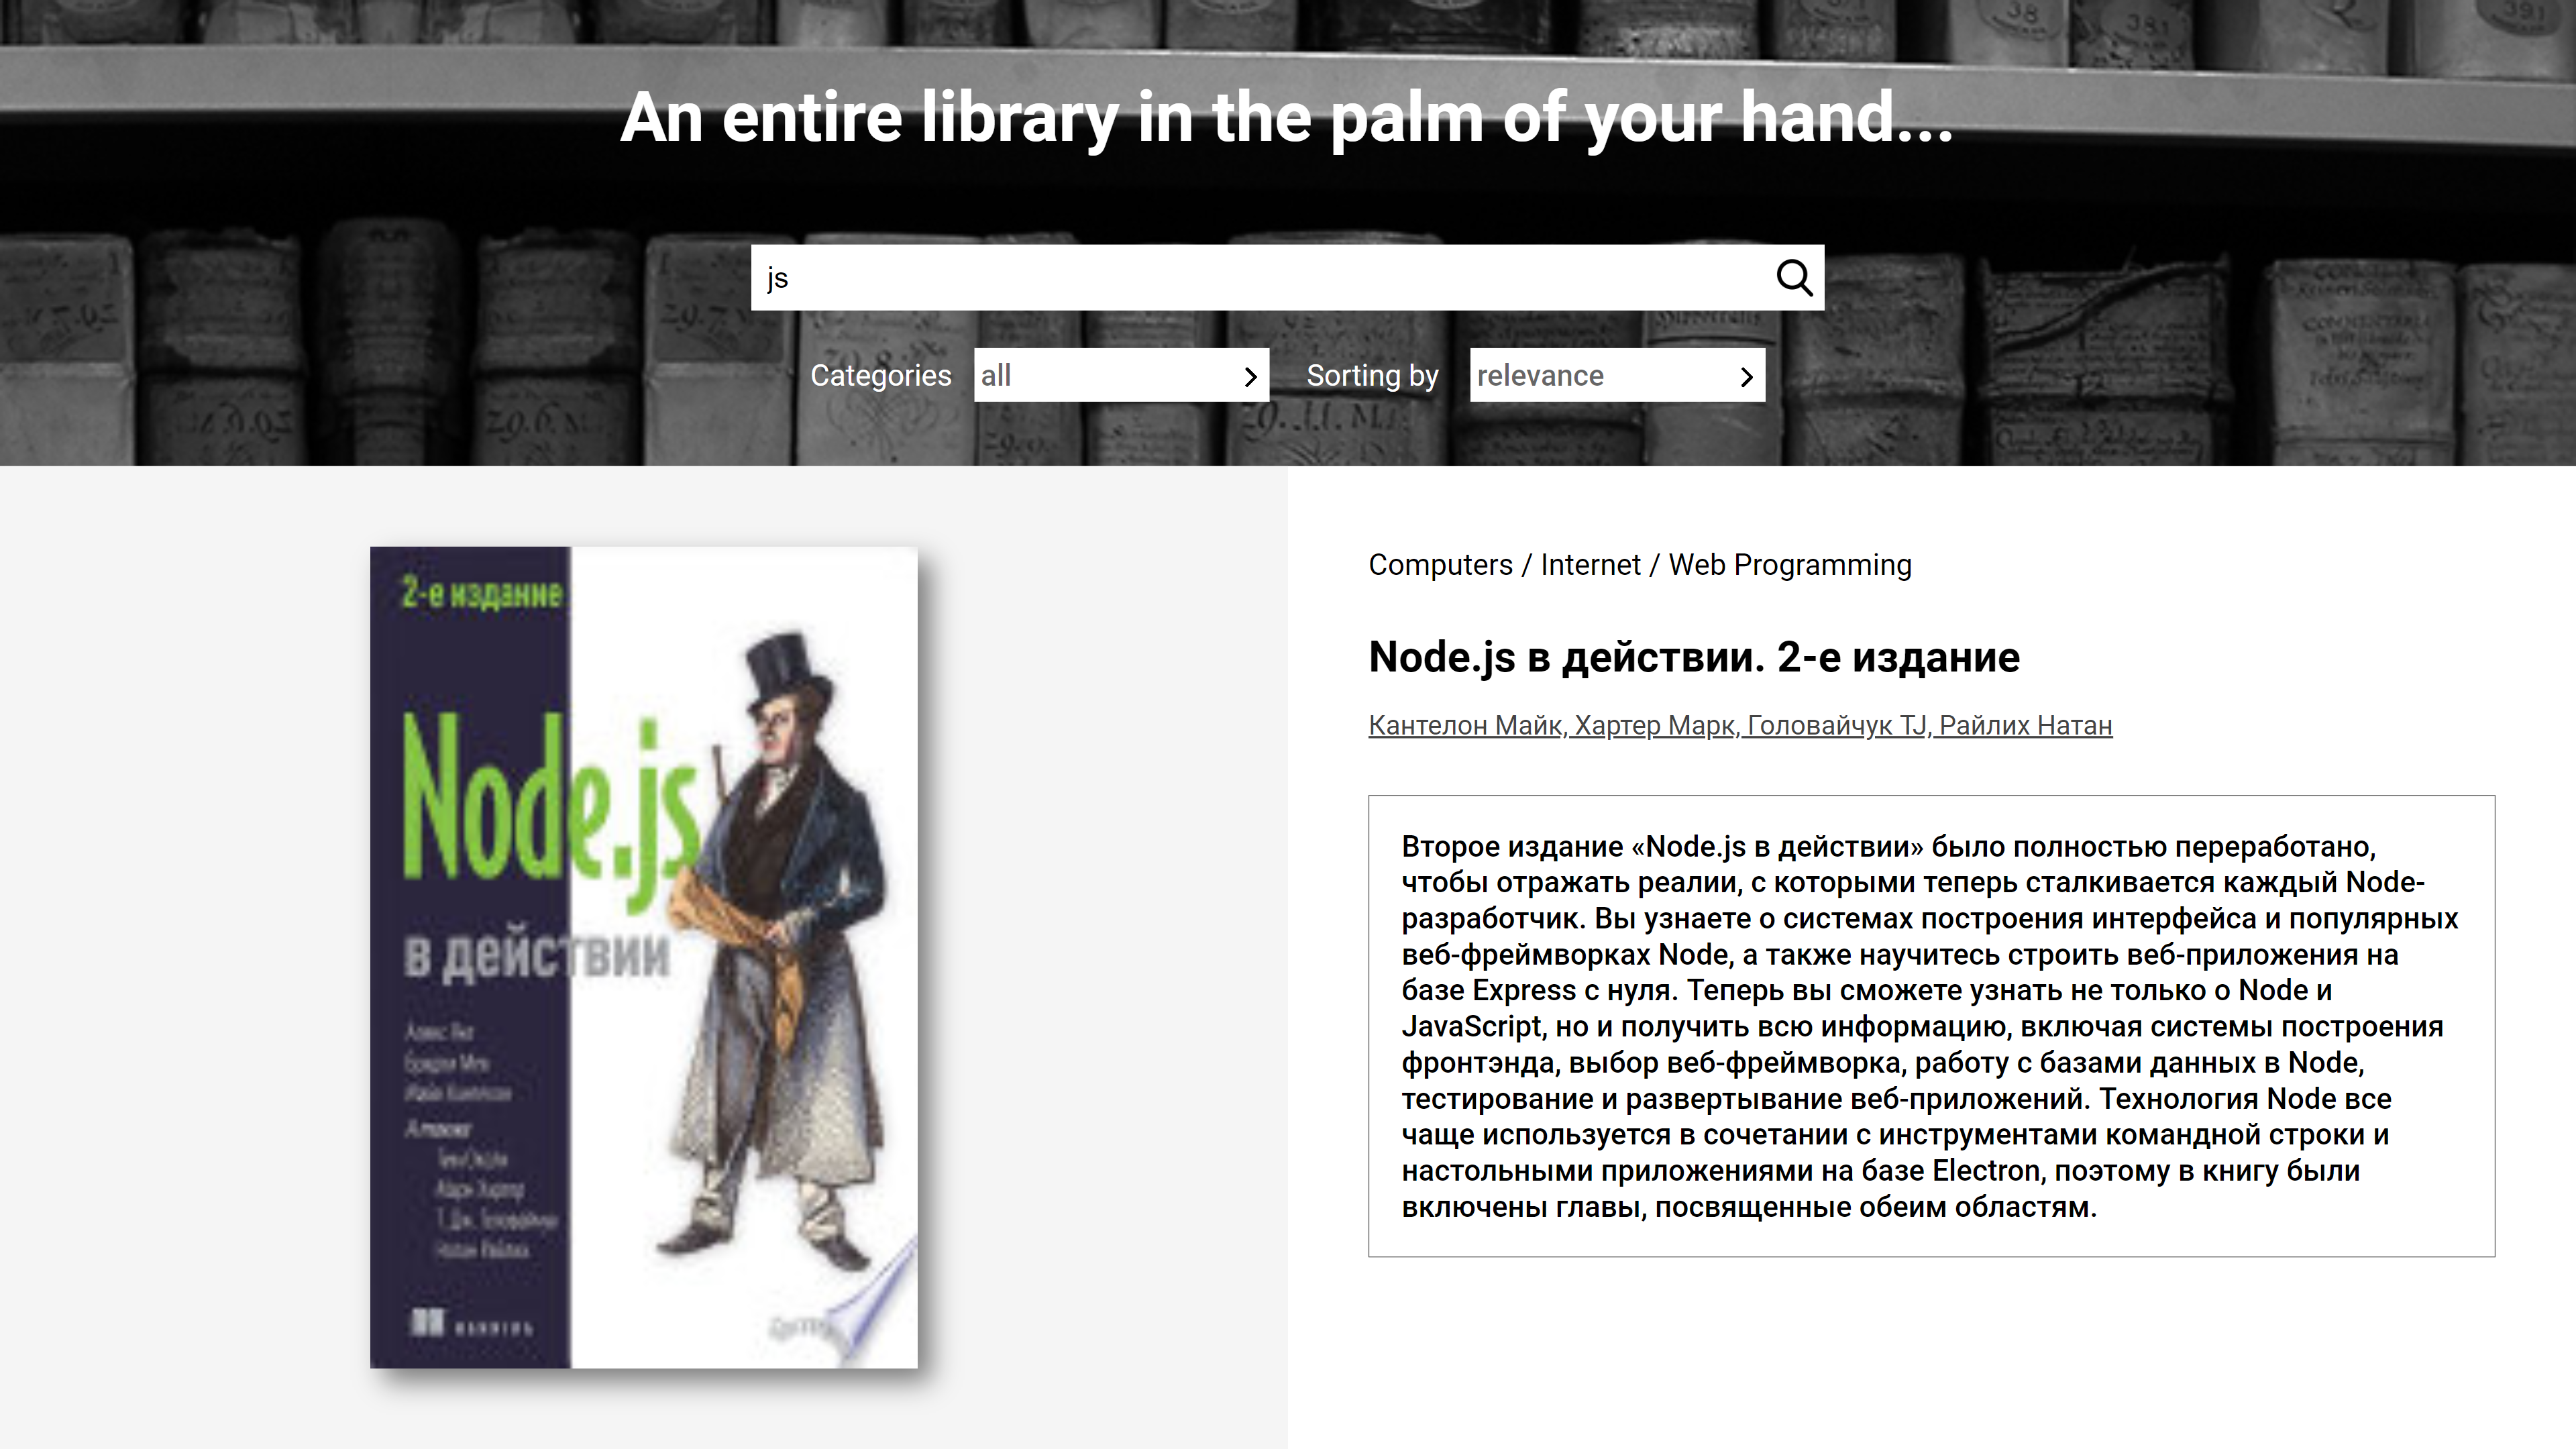 An entire library in the palm of your hand...
js
Categories
all
Sorting by
relevance
38
381
391
2-е издание
Node.js
в действии
MANNING
Computers / Internet / Web Programming
Node.js в действии. 2-е издание
Кантелон Майк, Хартер Марк, Головайчук TJ, Райлих Натан
Второе издание «Node.js в действии» было полностью переработано,
чтобы отражать реалии, с которыми теперь сталкивается каждый Node-
разработчик. Вы узнаете о системах построения интерфейса и популярных
веб-фреймворках Node, а также научитесь строить веб-приложения на
базе Express с нуля. Теперь вы сможете узнать не только о Node и
JavaScript, но и получить всю информацию, включая системы построения
фронтэнда, выбор веб-фреймворка, работу с базами данных в Node,
тестирование и развертывание веб-приложений. Технология Node все
чаще используется в сочетании с инструментами командной строки и
настольными приложениями на базе Electron, поэтому в книгу были
включены главы, посвященные обеим областям.